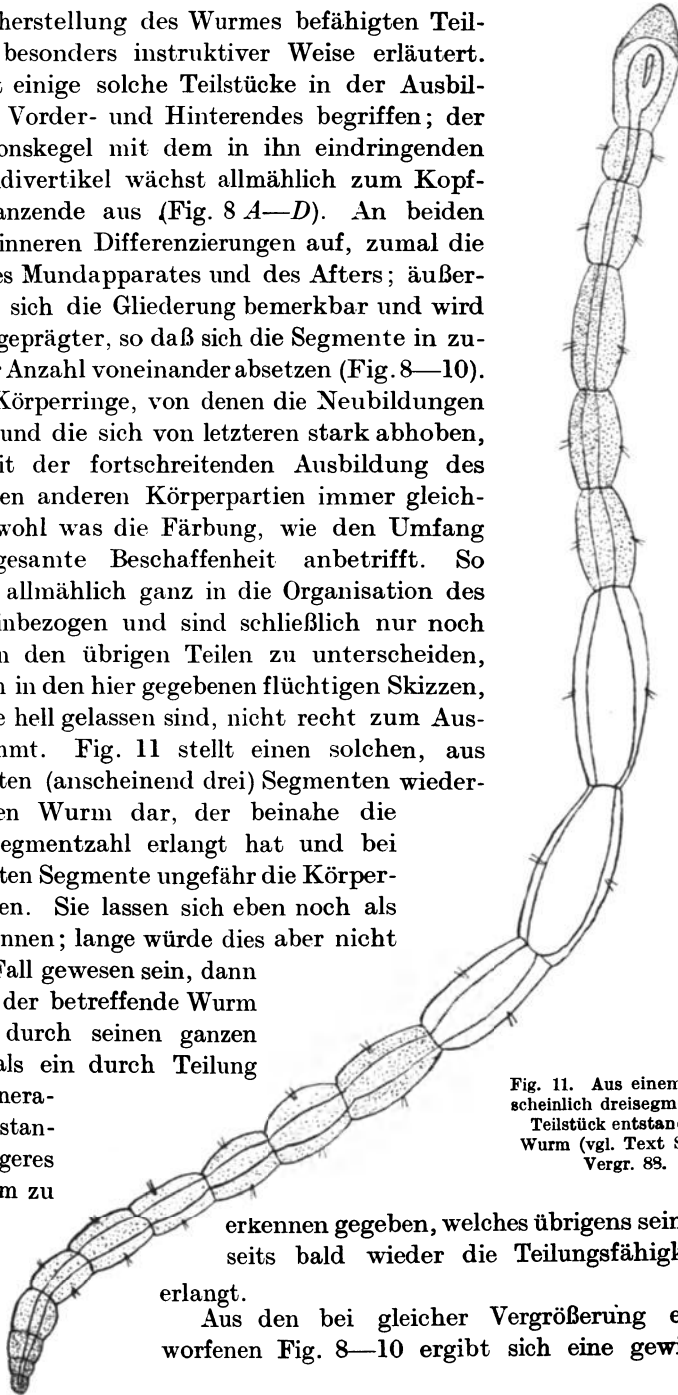 herstellung des Wurmes befähigten Teil-
besonders instruktiver Weise erläutert.
einige solche Teilstücke in der Ausbil-
Vorder- und Hinterendes begriffen; der
onskegel mit dem in ihn eindringenden
divertikel wächst allmählich zum Kopf-
anzende aus (Fig. 8 A—D). An beiden
inneren Differenzierungen auf, zumal die
es Mundapparates und des Afters; äußer-
sich die Gliederung bemerkbar und wird
geprägter, so daß sich die Segmente in zu-
Anzahl voneinander absetzen (Fig. 8—10).
Körperringe, von denen die Neubildungen
und die sich von letzteren stark abhoben,
it der fortschreitenden Ausbildung des
en anderen Körperpartien immer gleich-
wohl was die Färbung, wie den Umfang
gesamte Beschaffenheit anbetrifft. So
allmählich ganz in die Organisation des
inbezogen und sind schließlich nur noch
n den übrigen Teilen zu unterscheiden,
n in den hier gegebenen flüchtigen Skizzen,
e hell gelassen sind, nicht recht zum Aus-
mmt. Fig. 11 stellt einen solchen, aus
ten (anscheinend drei) Segmenten wieder-
en Wurm dar, der beinahe die
egmentzahl erlangt hat und bei
ten Segmente ungefähr die Körper-
en. Sie lassen sich eben noch als
nnen; lange würde dies aber nicht
Fall gewesen sein, dann
der betreffende Wurm
durch seinen ganzen
als ein durch Teilung
nera-
stan-
geres
m zu
Fig. 11. Aus einem
scheinlich dreisegm
Teilstück entstan
Wurm (vgl. Text S
Vergr. 88.
erkennen gegeben, welches übrigens sein
seits bald wieder die Teilungsfähigk
erlangt.
Aus den bei gleicher Vergrößerung e
worfenen Fig. 8—10 ergibt sich eine gewi